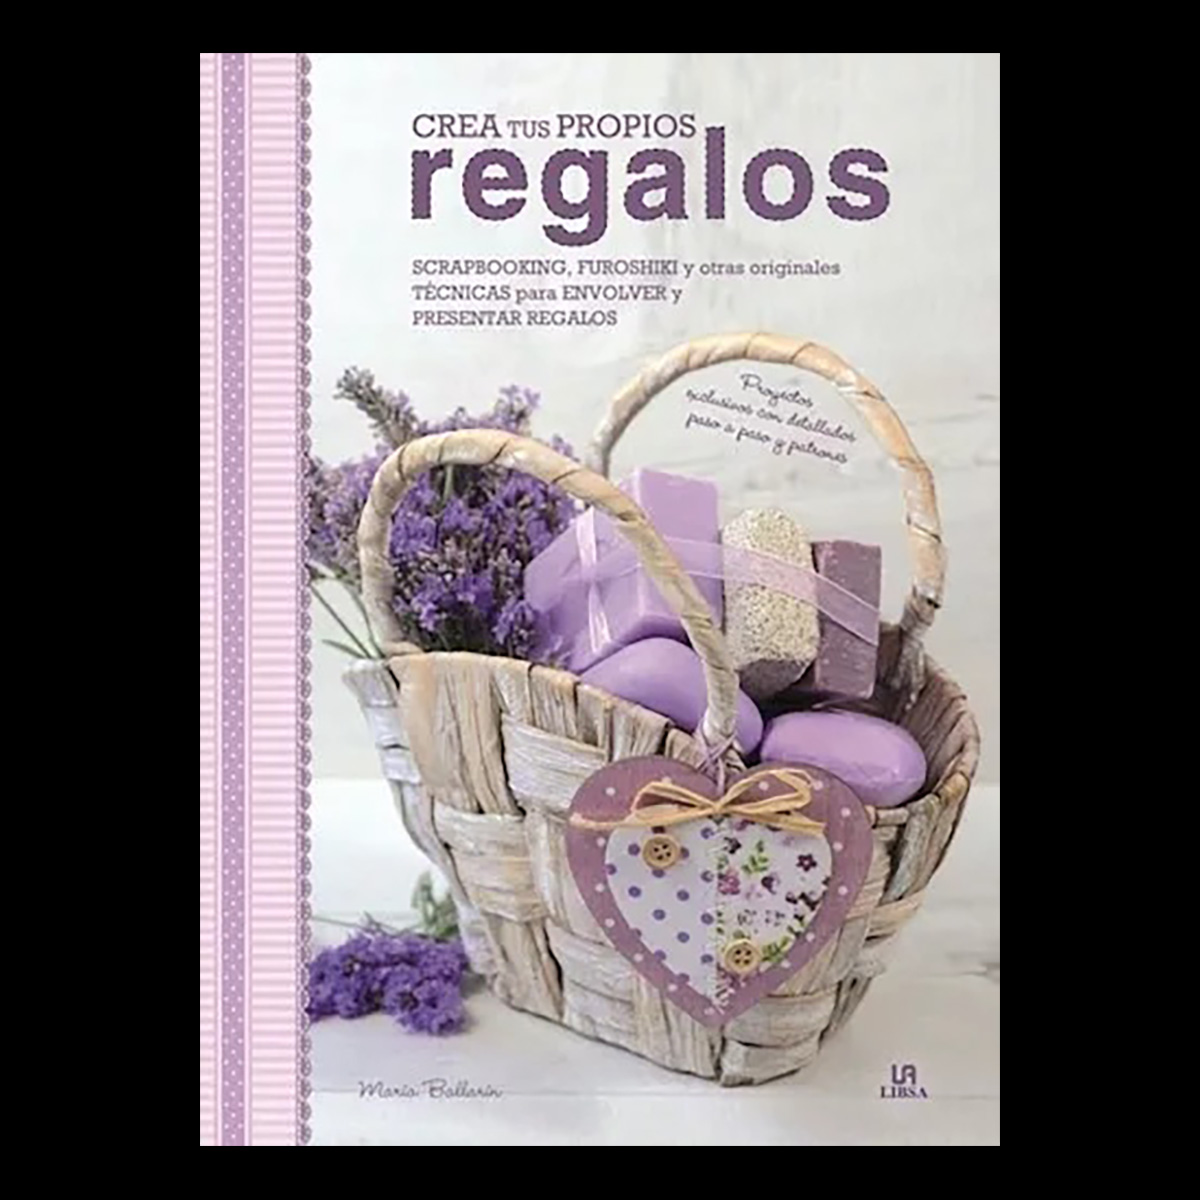 CREA TUS PROPIOS
regalos
SCRAPBOOKING, FUROSHIKI y otras originales
TÉCNICAS para ENVOLVER y
PRESENTAR REGALOS
Proyectos
exclusivos con detallados
paso a paso y patrones
María Ballarín
LIBSA